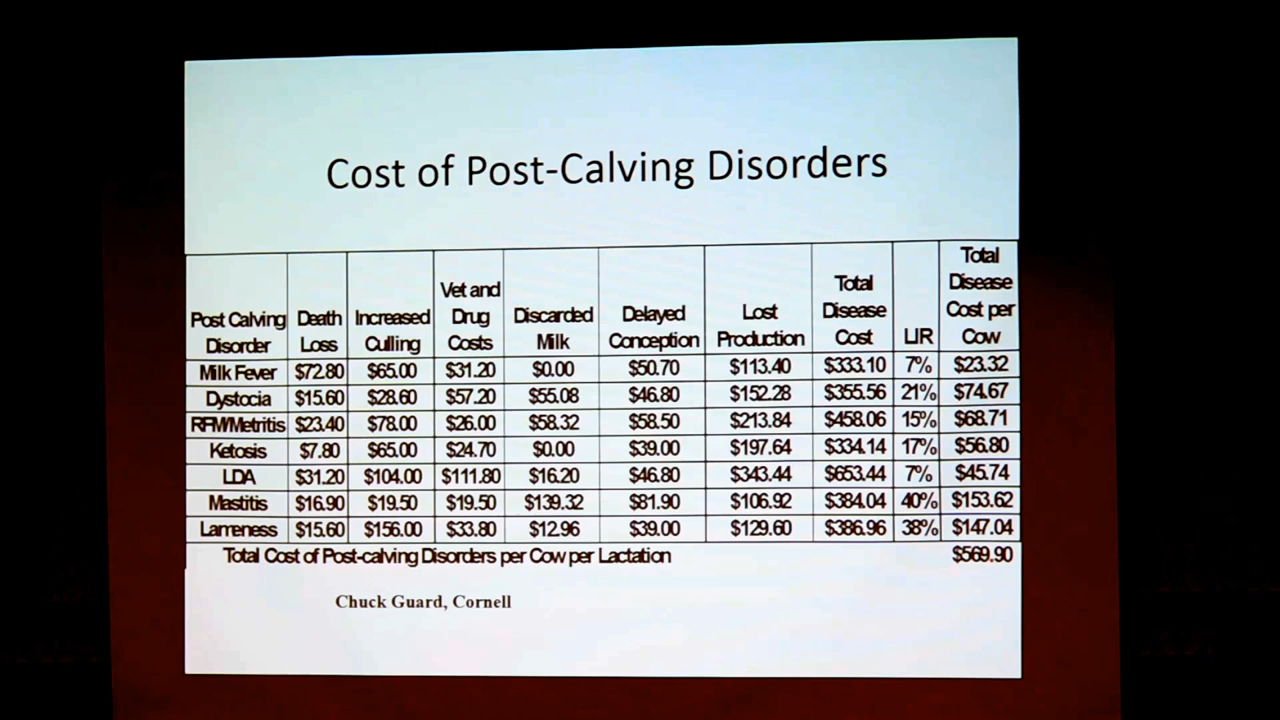 Cost of Post-Calving Disorders
Post Calving Disorder | Death Loss | Increased Culling | Vet and Drug Costs | Discarded Milk | Delayed Conception | Lost Production | Total Disease Cost | LIR | Total Disease Cost per Cow
Milk Fever | $72.80 | $65.00 | $31.20 | $0.00 | $50.70 | $113.40 | $333.10 | 7% | $23.32
Dystocia | $15.60 | $28.60 | $57.20 | $55.08 | $46.80 | $152.28 | $355.56 | 21% | $74.67
RFM/Metritis | $23.40 | $78.00 | $26.00 | $58.32 | $58.50 | $213.84 | $458.06 | 15% | $68.71
Ketosis | $7.80 | $65.00 | $24.70 | $0.00 | $39.00 | $197.64 | $334.14 | 17% | $56.80
LDA | $31.20 | $104.00 | $111.80 | $16.20 | $46.80 | $343.44 | $653.44 | 7% | $45.74
Mastitis | $16.90 | $19.50 | $19.50 | $139.32 | $81.90 | $106.92 | $384.04 | 40% | $153.62
Lameness | $15.60 | $156.00 | $33.80 | $12.96 | $39.00 | $129.60 | $386.96 | 38% | $147.04
Total Cost of Post-calving Disorders per Cow per Lactation | $569.90
Chuck Guard, Cornell